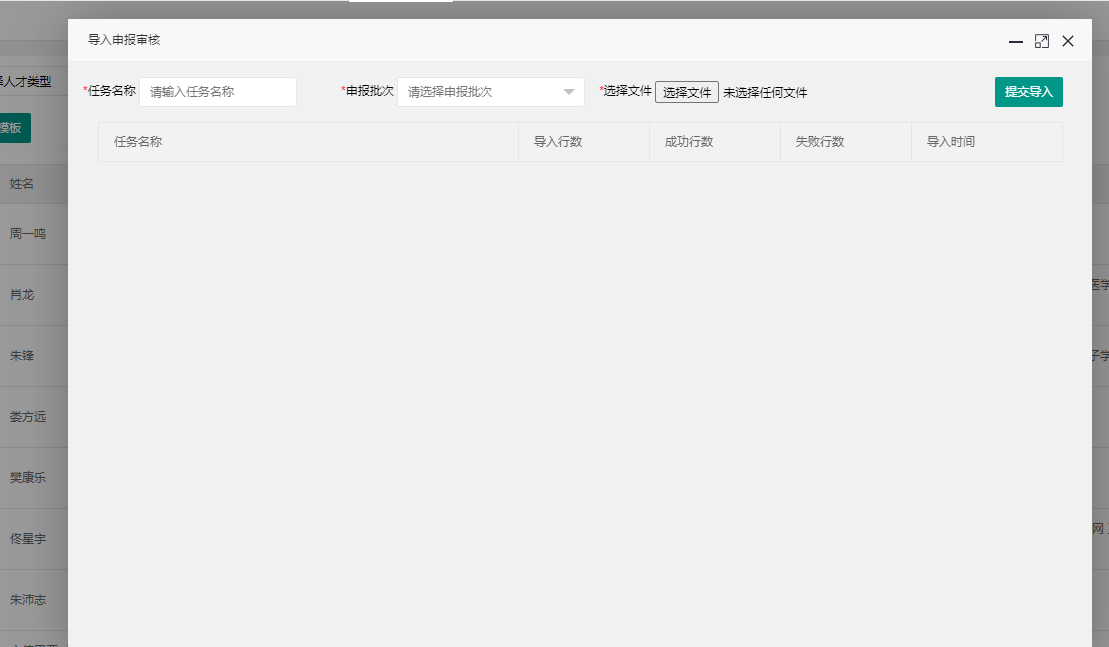 导入申报审核
择人才类型
*任务名称 请输入任务名称 *申报批次 请选择申报批次 *选择文件 选择文件 未选择任何文件 提交导入
模板
任务名称 导入行数 成功行数 失败行数 导入时间
姓名
周一鸣
肖龙 医学
朱锋 子学
娄方远
樊康乐
佟星宇 网
朱沛志